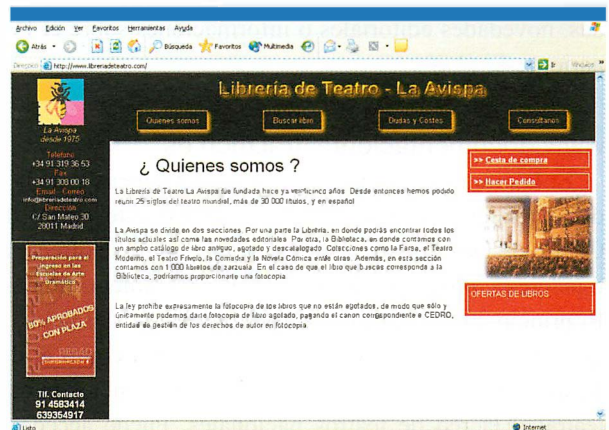 Archivo Edición Ver Favoritos Herramientas Ayuda
Atrás Búsqueda Favoritos Multimedia
Dirección http://www.libreriadeteatro.com/ Ir Vínculos
Librería de Teatro - La Avispa
Quienes somos Buscar libro Dudas y Costes Consúltanos
La Avispa
desde 1975
Teléfono
+34 91 319 36 53
Fax
+34 91 308 00 18
Email - Correo
info@libreriadeteatro.com
Dirección
C/ San Mateo 30
28011 Madrid
Preparación para el
ingreso en las
Escuelas de Arte
Dramático
80% APROBADOS
CON PLAZA
Tlf. Contacto
91 4583414
639354917
¿ Quienes somos ?
La Librería de Teatro La Avispa fue fundada hace ya veinticinco años. Desde entonces hemos podido
reunir 25 siglos del teatro mundial, más de 30.000 títulos, y en español
La Avispa se divide en dos secciones. Por una parte la Librería, en donde podrás encontrar todos los
títulos actuales así como las novedades editoriales. Por otra, la Biblioteca, en donde contamos con
un amplio catálogo de libro antiguo, agotado y descatalogado. Colecciones como la Farsa, el Teatro
Moderno, el Teatro Frívolo, la Comedia y la Novela Cómica entre otras. Además, en esta sección
contamos con 1.000 libretos de zarzuela. En el caso de que el libro que buscas corresponda a la
Biblioteca, podríamos proporcionarte una fotocopia.
La ley prohíbe expresamente la fotocopia de los libros que no están agotados, de modo que sólo y
únicamente podemos darte fotocopia de libro agotado, pagando el canon correspondiente a CEDRO,
entidad de gestión de los derechos de autor en fotocopia.
>> Cesta de compra
>> Hacer Pedido
OFERTAS DE LIBROS
Listo Internet